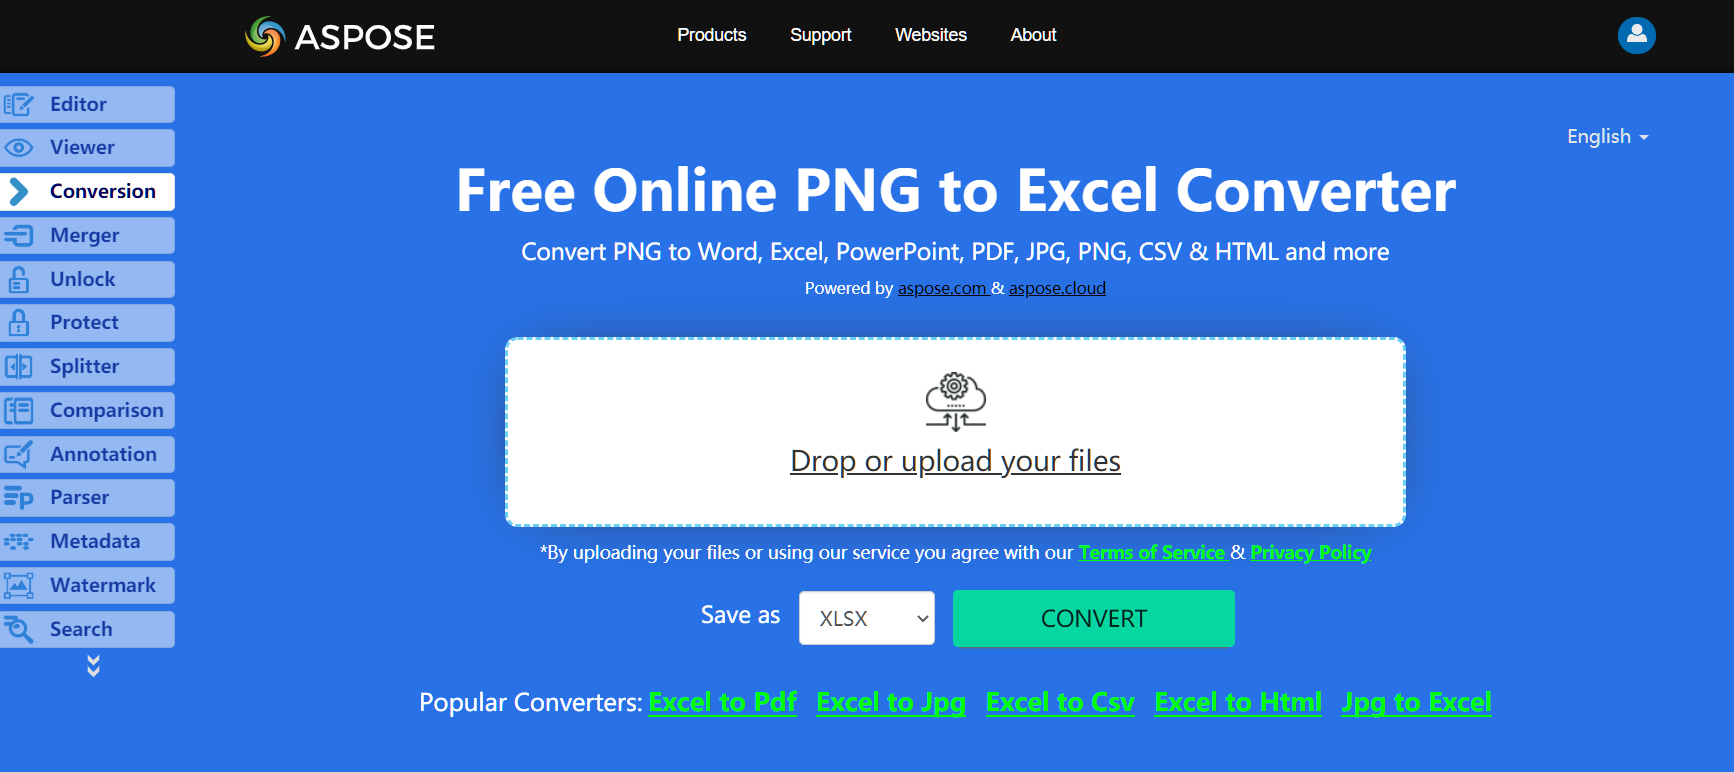 ASPOSE
Products Support Websites About
English
Editor
Viewer
Conversion
Merger
Unlock
Protect
Splitter
Comparison
Annotation
Parser
Metadata
Watermark
Search
Free Online PNG to Excel Converter
Convert PNG to Word, Excel, PowerPoint, PDF, JPG, PNG, CSV & HTML and more
Powered by aspose.com & aspose.cloud
Drop or upload your files
*By uploading your files or using our service you agree with our Terms of Service & Privacy Policy
Save as XLSX CONVERT
Popular Converters: Excel to Pdf Excel to Jpg Excel to Csv Excel to Html Jpg to Excel